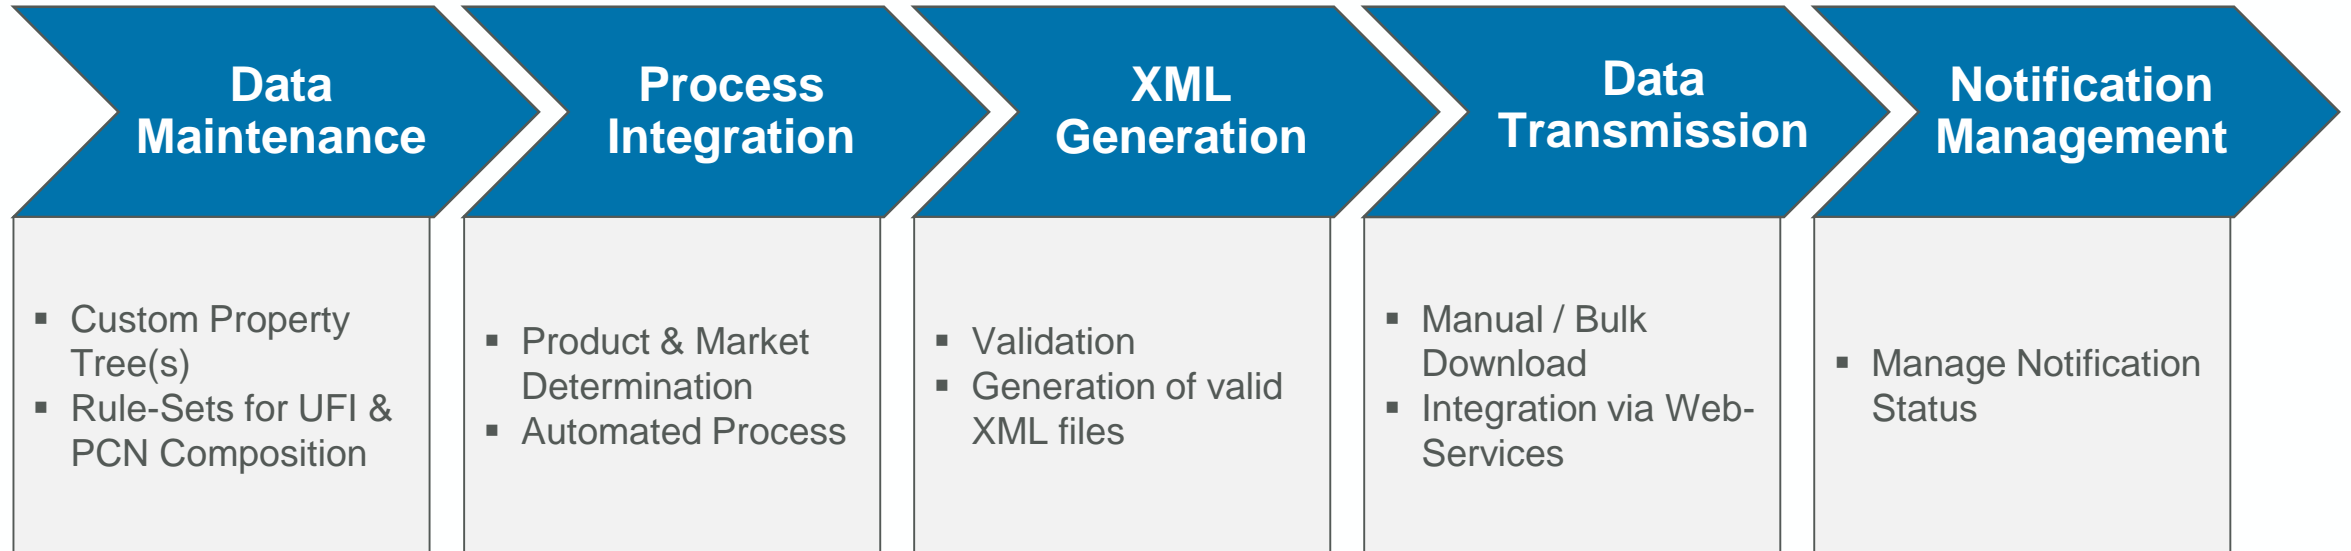 Data
Maintenance
Process
Integration
XML
Generation
Data
Transmission
Notification
Management
▪ Custom Property
Tree(s)
▪ Rule-Sets for UFI &
PCN Composition
▪ Product & Market
Determination
▪ Automated Process
▪ Validation
▪ Generation of valid
XML files
▪ Manual / Bulk
Download
▪ Integration via Web-
Services
▪ Manage Notification
Status